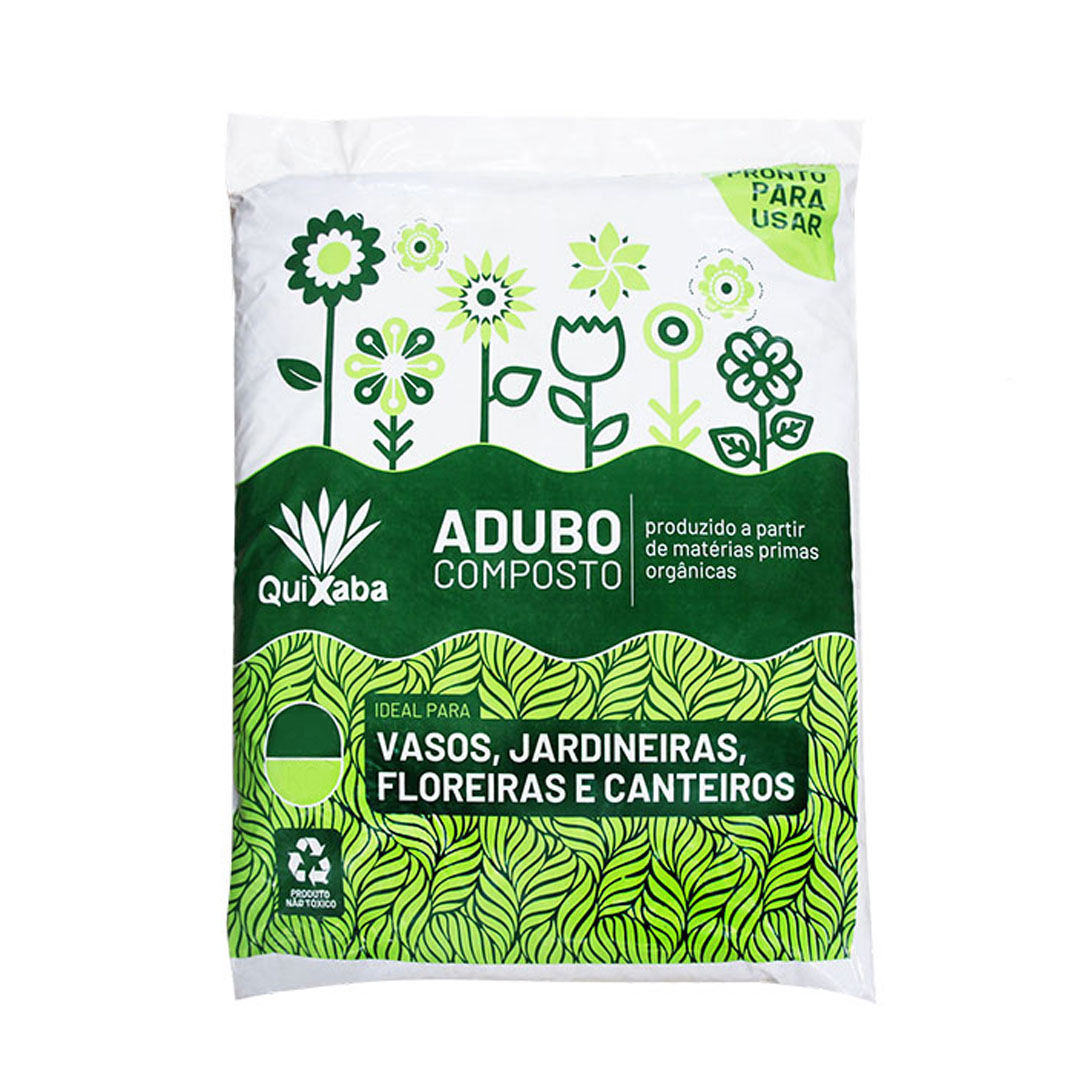 PRONTO
PARA
USAR
QuiXaba
ADUBO
COMPOSTO
produzido a partir
de matérias primas
orgânicas
IDEAL PARA
VASOS, JARDINEIRAS,
FLOREIRAS E CANTEIROS
PRODUTO
NÃO TÓXICO